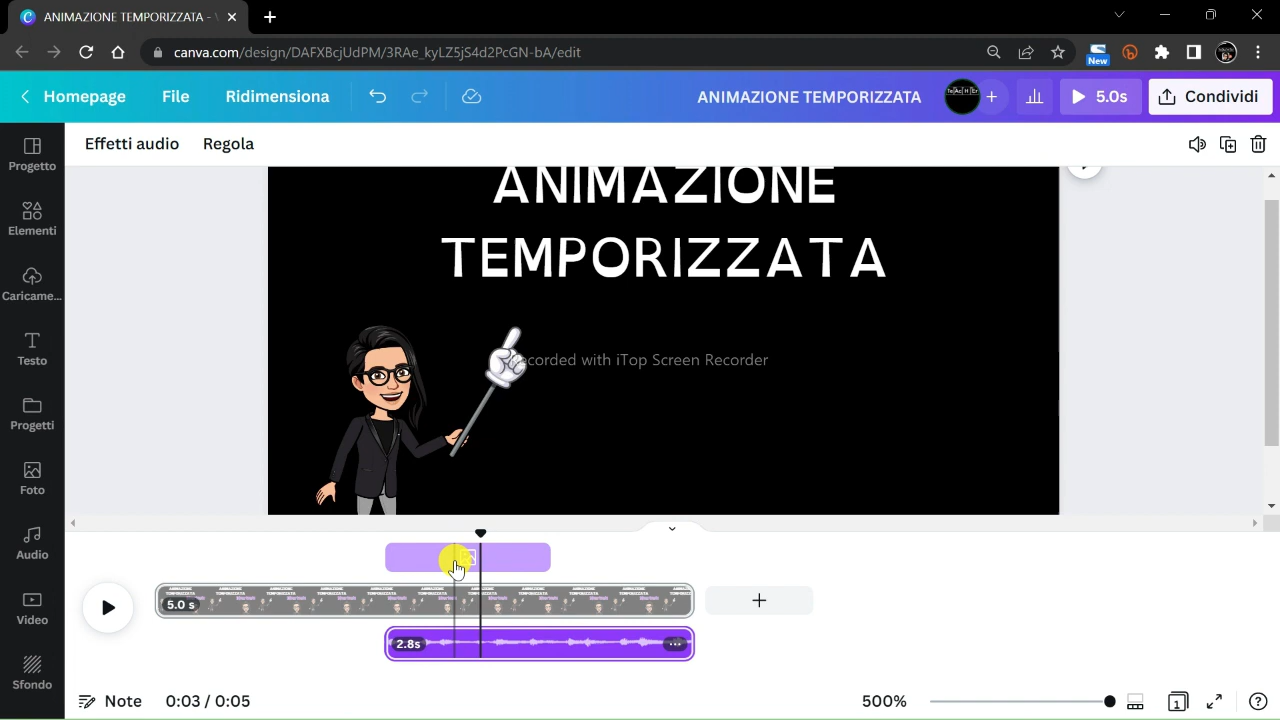 ANIMAZIONE TEMPORIZZATA -
canva.com/design/DAFXBcjUdPM/3RAe_kyLZ5jS4d2PcGN-bA/edit
New
Homepage File Ridimensiona ANIMAZIONE TEMPORIZZATA 5.0s Condividi
Effetti audio Regola
Progetto
Elementi
Caricame...
Testo
Progetti
Foto
Audio
Video
Sfondo
ANIMAZIONE
TEMPORIZZATA
ecorded with iTop Screen Recorder
5.0 s
2.8s
Note 0:03 / 0:05 500% 1